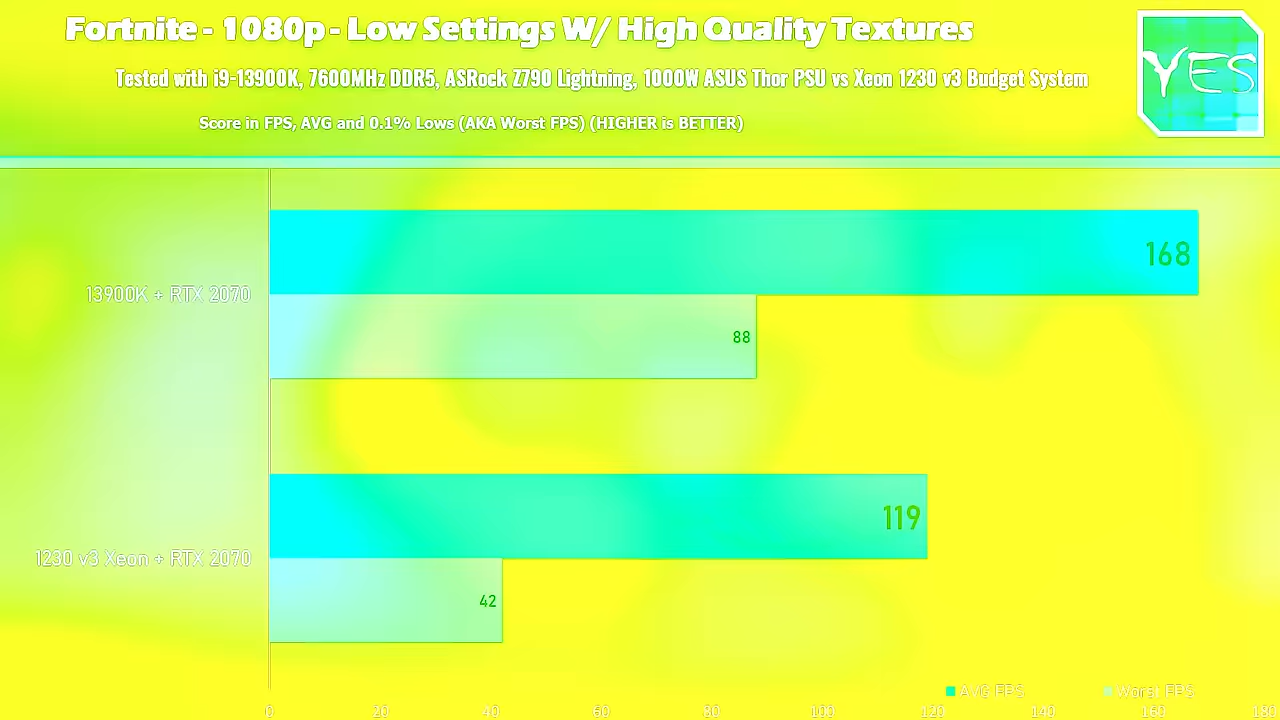 Fortnite - 1080p - Low Settings W/ High Quality Textures
Tested with i9-13900K, 7600MHz DDR5, ASRock Z790 Lightning, 1000W ASUS Thor PSU vs Xeon 1230 v3 Budget System
YES
Score in FPS, AVG and 0.1% Lows (AKA Worst FPS) (HIGHER is BETTER)
168
13900K + RTX 2070
88
119
1230 v3 Xeon + RTX 2070
42
AVG FPS Worst FPS
0 20 40 60 80 100 120 140 160 180